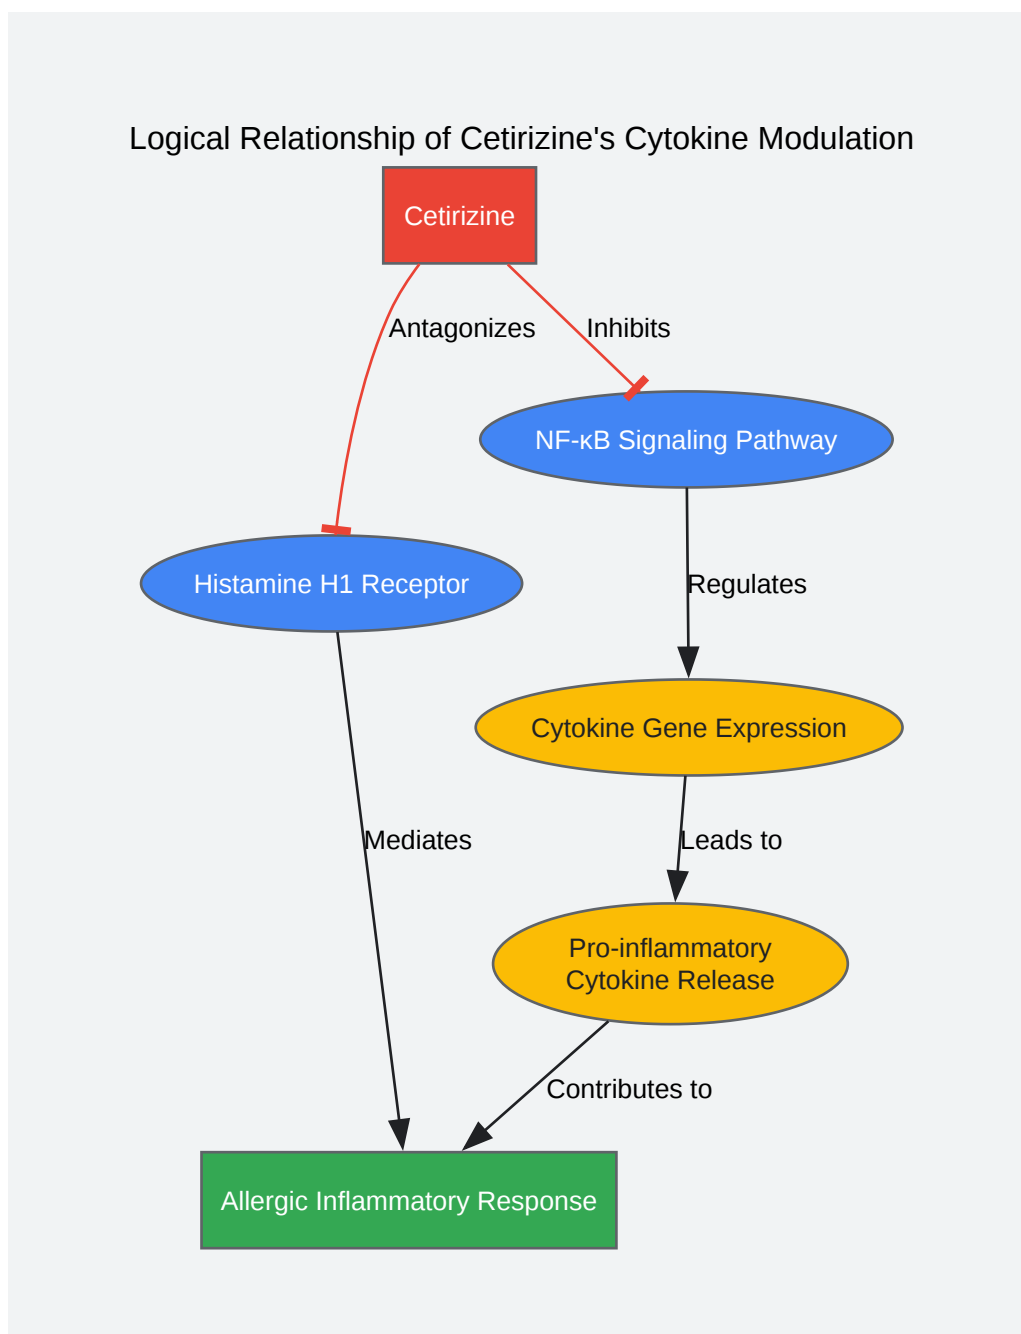 Logical Relationship of Cetirizine's Cytokine Modulation
Cetirizine
Antagonizes
Inhibits
NF-κB Signaling Pathway
Histamine H1 Receptor
Regulates
Cytokine Gene Expression
Mediates
Leads to
Pro-inflammatory
Cytokine Release
Contributes to
Allergic Inflammatory Response